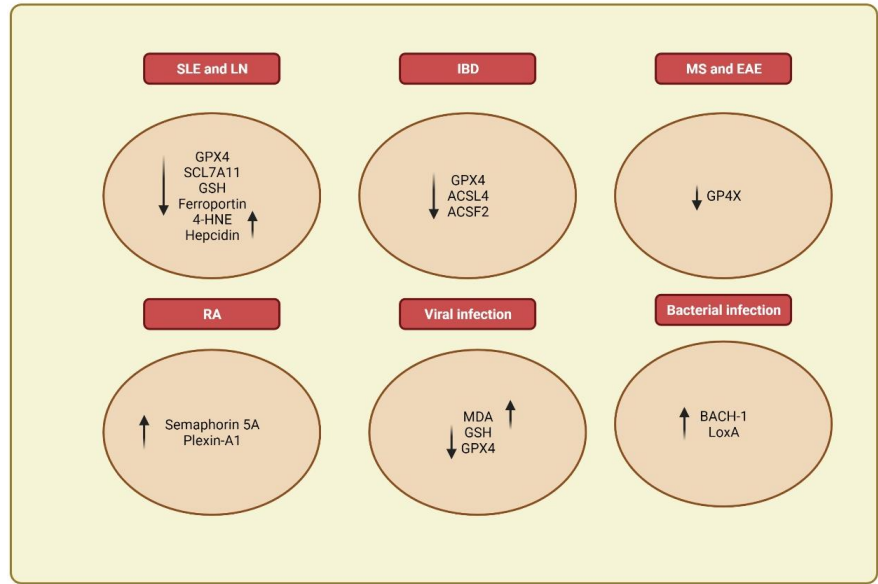 SLE and LN
GPX4
SCL7A11
GSH
Ferroportin
4-HNE
Hepcidin
IBD
GPX4
ACSL4
ACSF2
MS and EAE
GP4X
RA
Semaphorin 5A
Plexin-A1
Viral infection
MDA
GSH
GPX4
Bacterial infection
BACH-1
LoxA